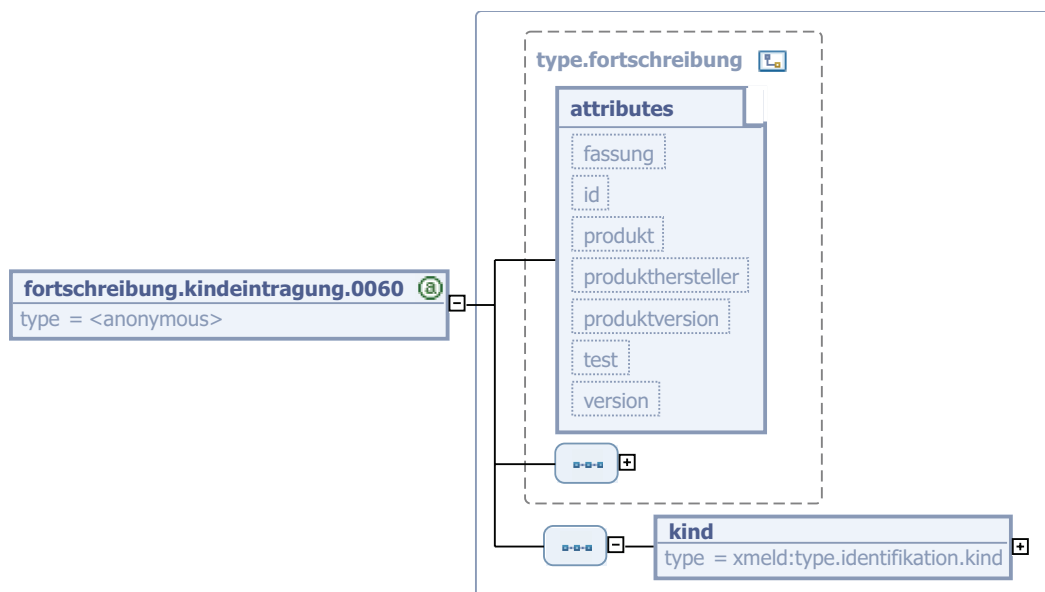 type.fortschreibung
attributes
fassung
id
produkt
produkthersteller
produktversion
test
version
fortschreibung.kindeintragung.0060 a
type = <anonymous>
kind
type = xmeld:type.identifikation.kind